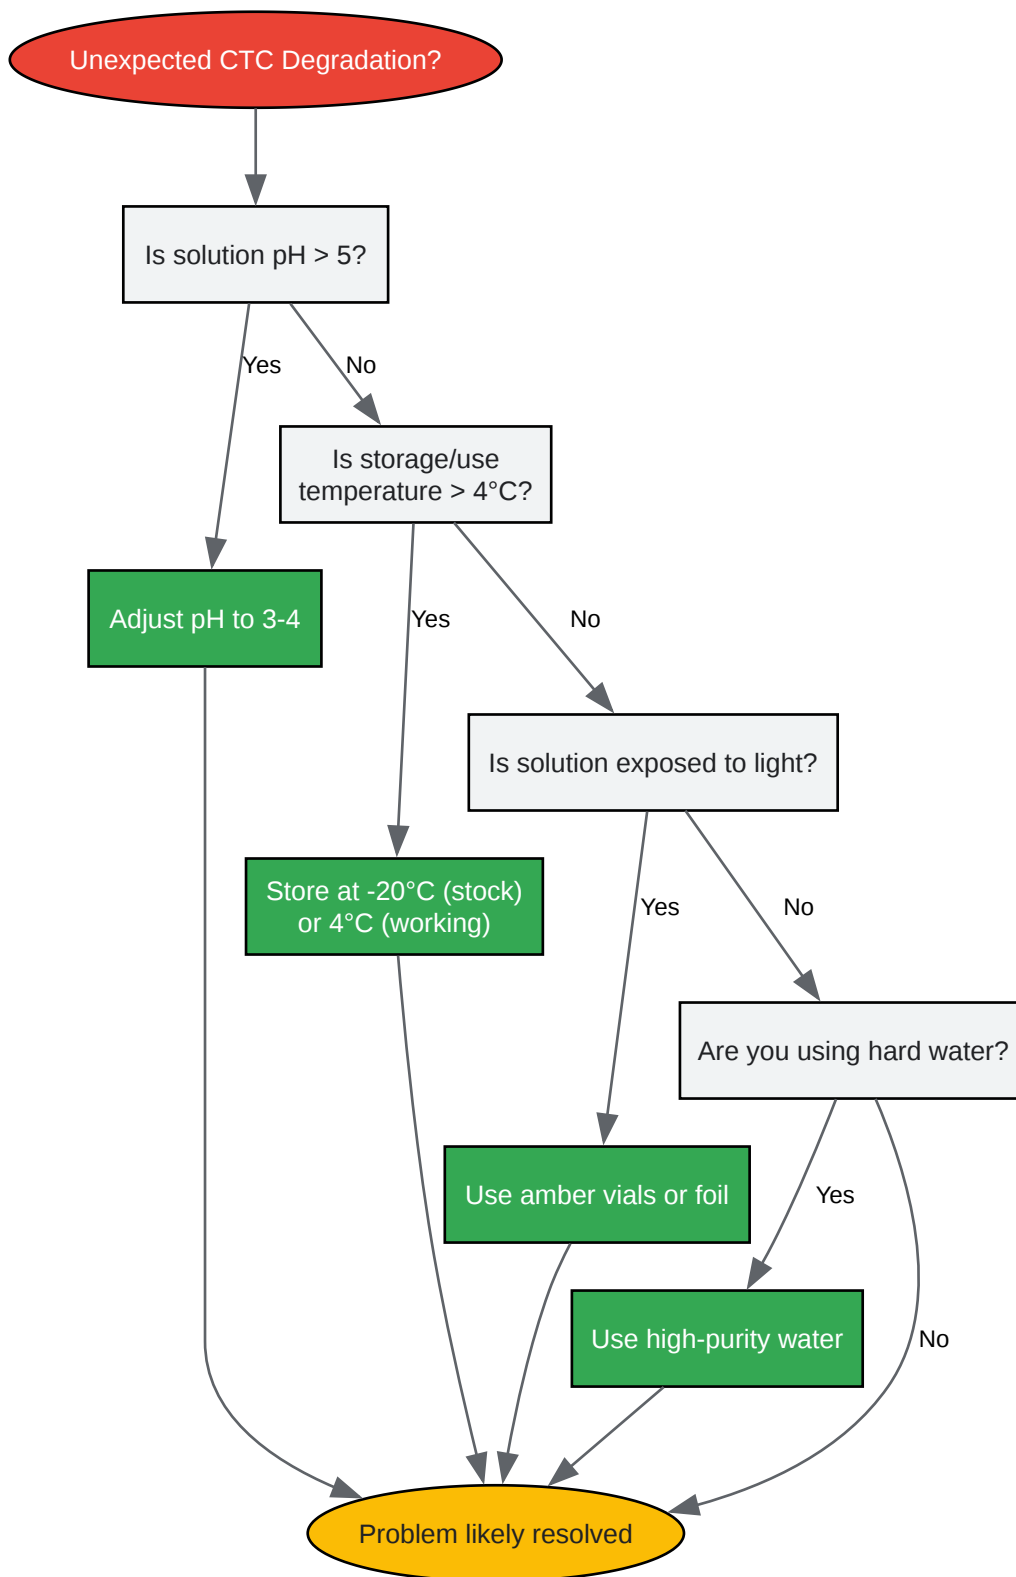 Unexpected CTC Degradation?
Is solution pH > 5?
Yes
No
Is storage/use
temperature > 4°C?
Adjust pH to 3-4
Yes
No
Is solution exposed to light?
Store at -20°C (stock)
or 4°C (working)
Yes
No
Are you using hard water?
Use amber vials or foil
Yes
Use high-purity water
No
Problem likely resolved